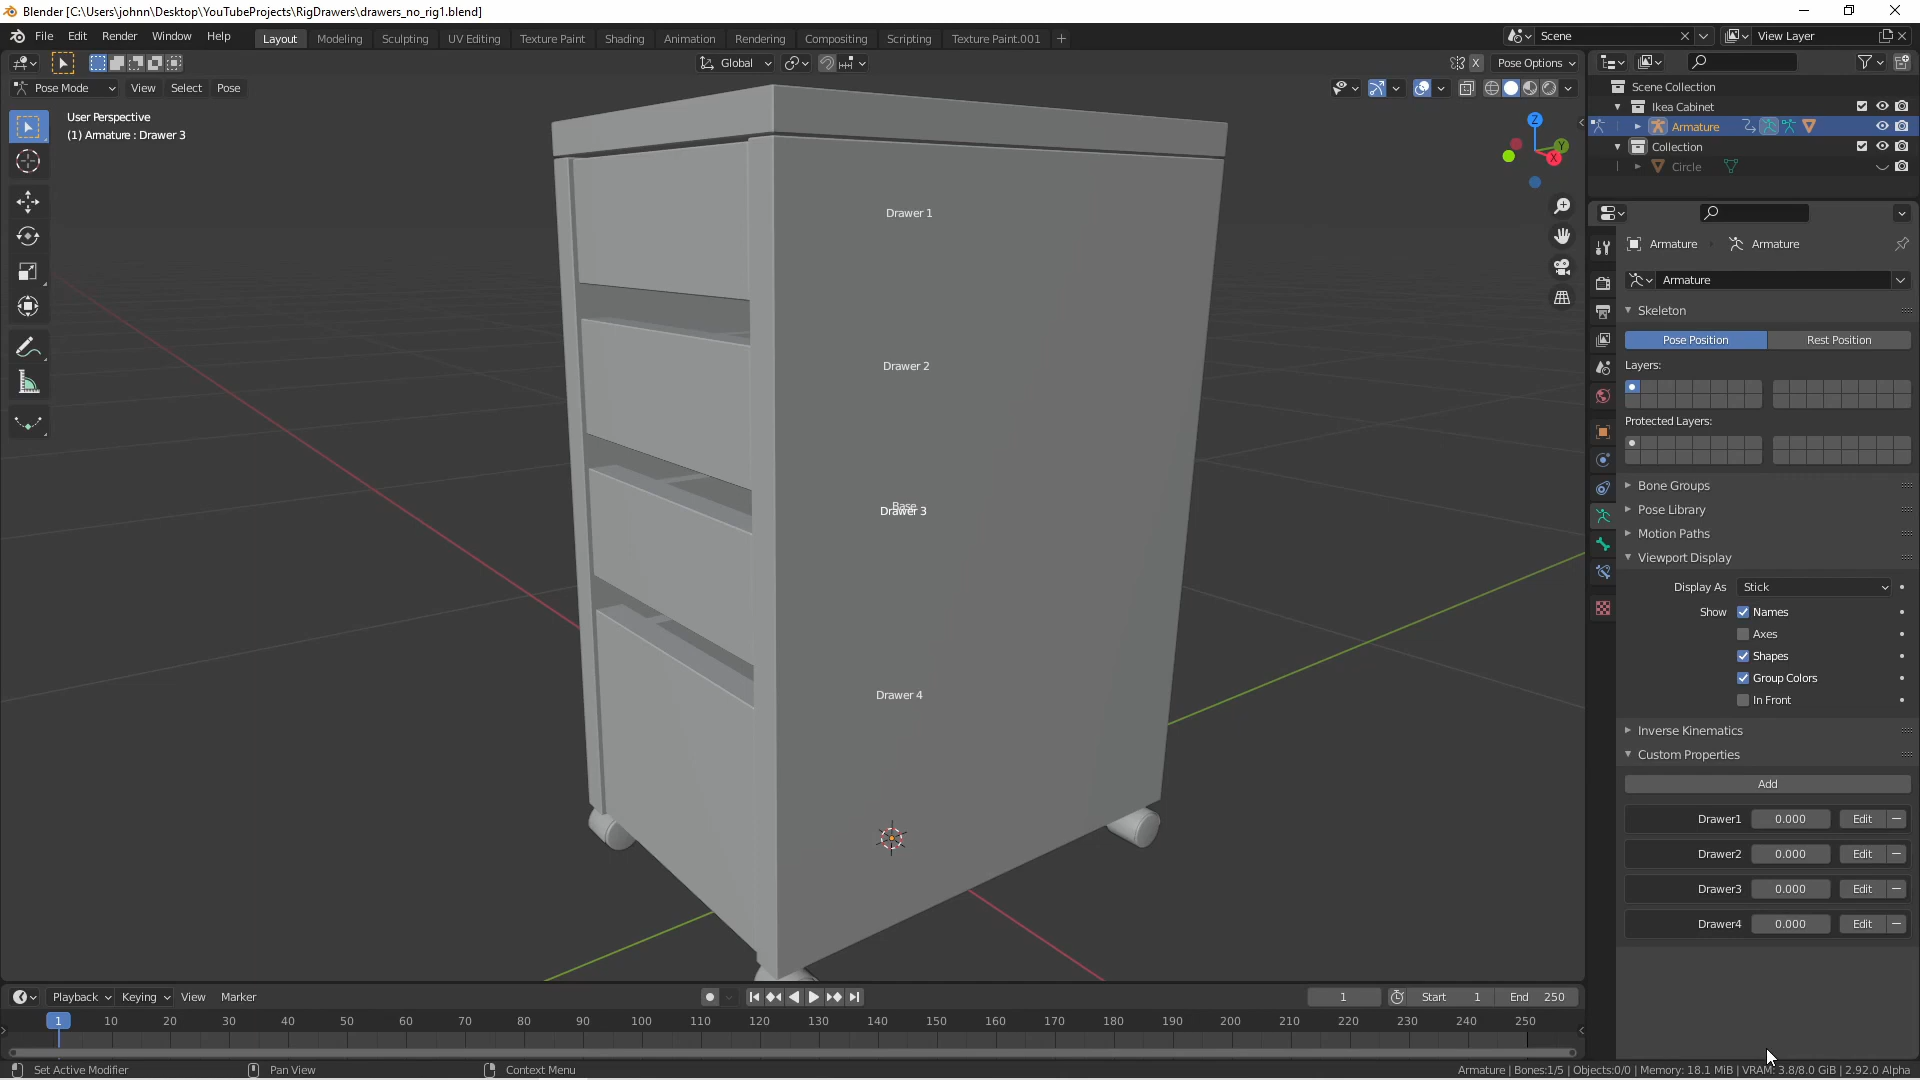 Blender [C:\Users\johnn\Desktop\YouTubeProjects\RigDrawers\drawers_no_rig1.blend]
File Edit Render Window Help Layout Modeling Sculpting UV Editing Texture Paint Shading Animation Rendering Compositing Scripting Texture Paint.001 + Scene View Layer
Global X Pose Options
Pose Mode View Select Pose
User Perspective
(1) Armature : Drawer 3
Z
Y
X
Drawer 1
Drawer 2
Base
Drawer 3
Drawer 4
Scene Collection
Ikea Cabinet
Armature
Collection
Circle
Armature Armature
Armature
Skeleton
Pose Position Rest Position
Layers:
Protected Layers:
Bone Groups
Pose Library
Motion Paths
Viewport Display
Display As Stick
Show Names
Axes
Shapes
Group Colors
In Front
Inverse Kinematics
Custom Properties
Add
Drawer1 0.000 Edit
Drawer2 0.000 Edit
Drawer3 0.000 Edit
Drawer4 0.000 Edit
Playback Keying View Marker 1 Start 1 End 250
1 10 20 30 40 50 60 70 80 90 100 110 120 130 140 150 160 170 180 190 200 210 220 230 240 250
Set Active Modifier Pan View Context Menu Armature | Bones:1/5 | Objects:0/0 | Memory: 18.1 MiB | VRAM: 3.8/8.0 GiB | 2.92.0 Alpha